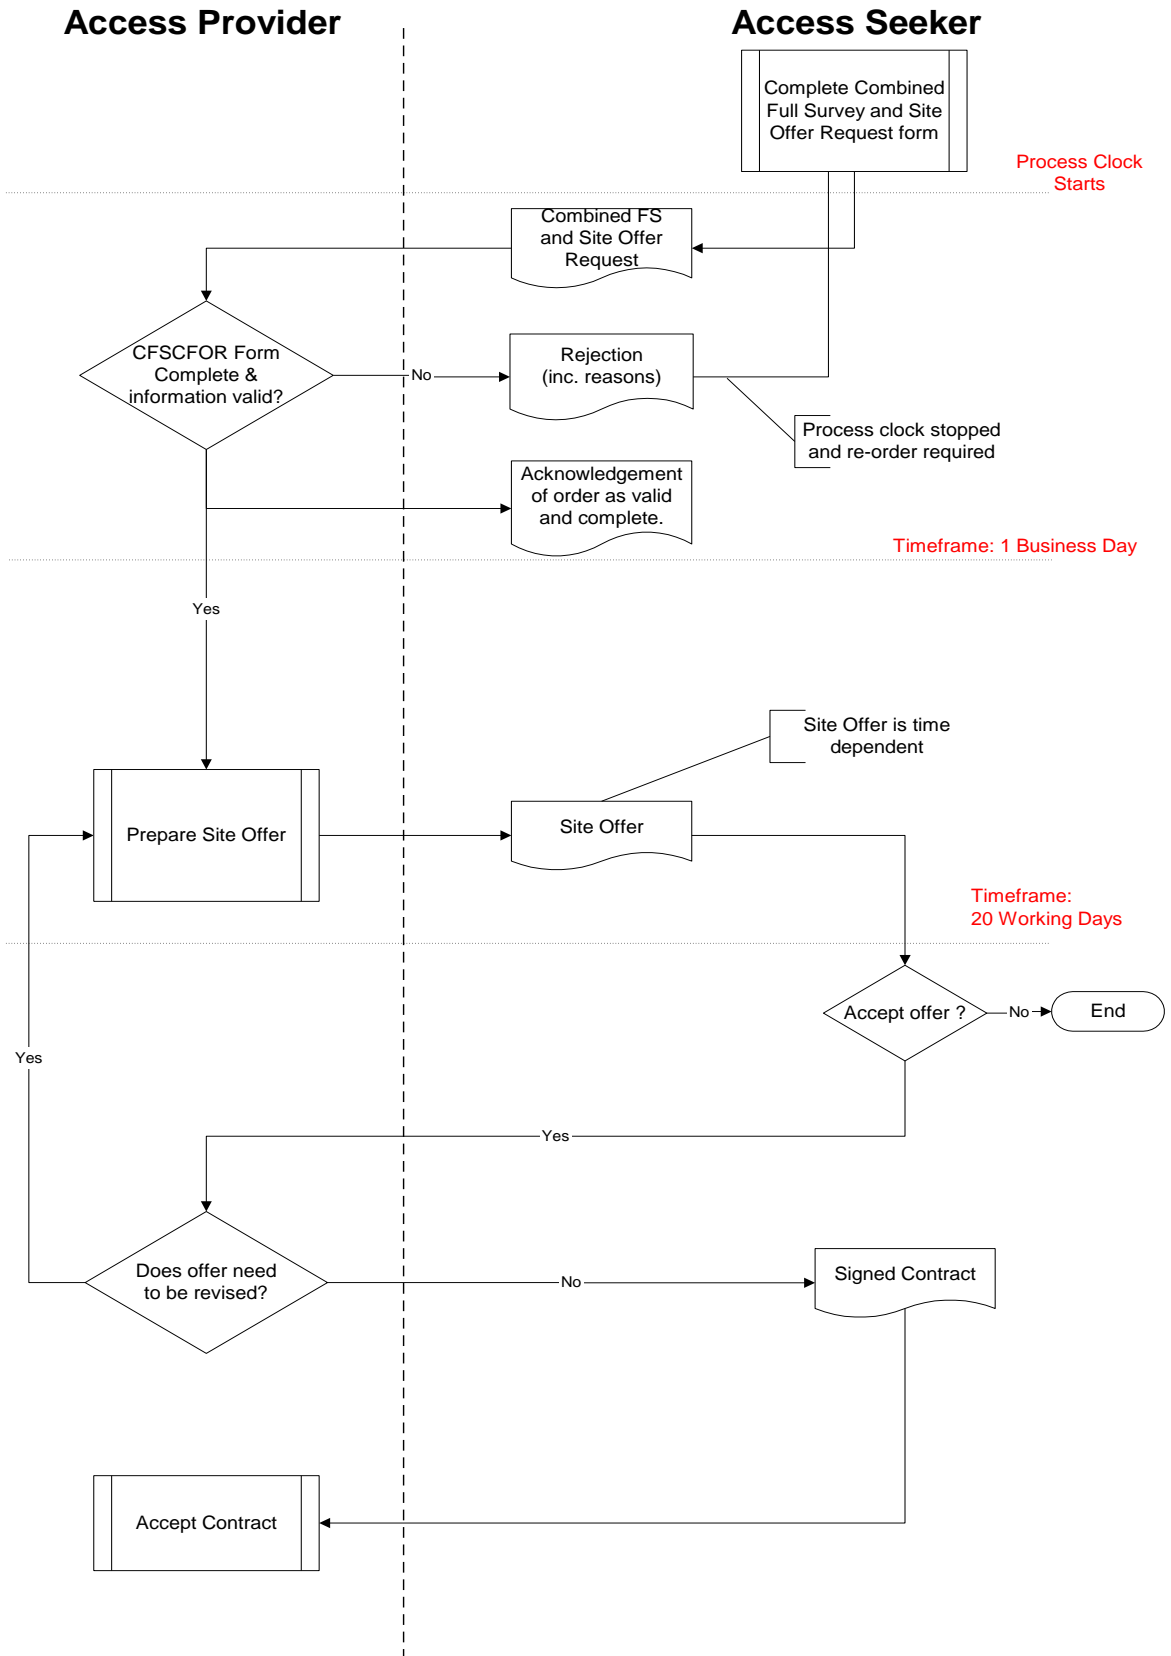 Access Provider
Access Seeker
Complete Combined
Full Survey and Site
Offer Request form
Process Clock
Starts
Combined FS
and Site Offer
Request
CFSCFOR Form
Complete &
information valid?
No
Rejection
(inc. reasons)
Process clock stopped
and re-order required
Acknowledgement
of order as valid
and complete.
Timeframe: 1 Business Day
Yes
Site Offer is time
dependent
Prepare Site Offer
Site Offer
Timeframe:
20 Working Days
Accept offer ?
No
End
Yes
Yes
Does offer need
to be revised?
No
Signed Contract
Accept Contract